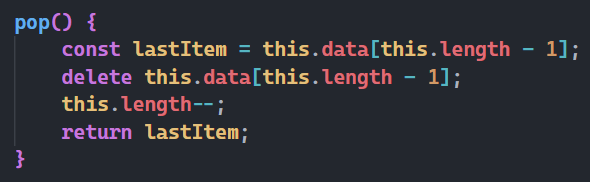 pop() {
    const lastItem = this.data[this.length - 1];
    delete this.data[this.length - 1];
    this.length--;
    return lastItem;
}